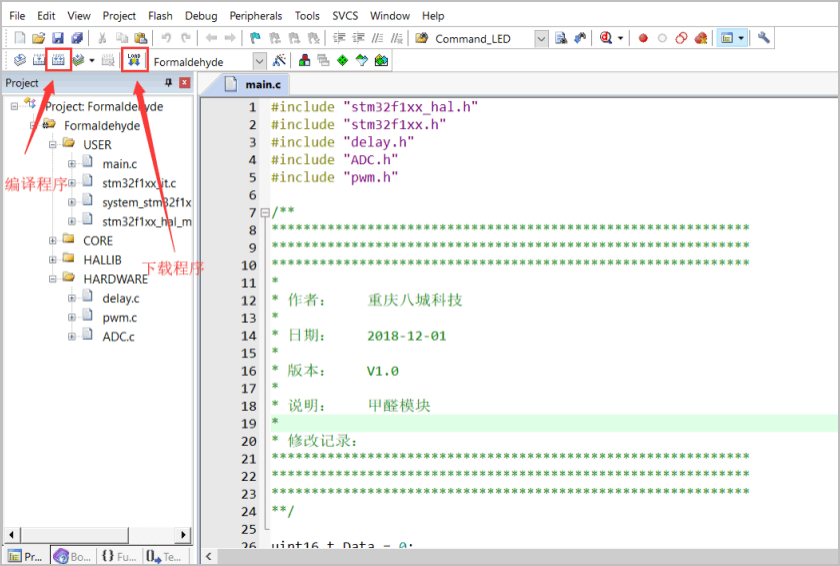 File Edit View Project Flash Debug Peripherals Tools SVCS Window Help
Command_LED
LOAD
Formaldehyde
Project
main.c
Project: Formaldehyde
Formaldehyde
USER
main.c
stm32f1xx_it.c
system_stm32f1x
stm32f1xx_hal_m
CORE
HALLIB
HARDWARE
delay.c
pwm.c
ADC.c
编译程序
下载程序
1 #include "stm32f1xx_hal.h"
2 #include "stm32f1xx.h"
3 #include "delay.h"
4 #include "ADC.h"
5 #include "pwm.h"
6
7 /**
8 ************************************************************
9 ************************************************************
10 ************************************************************
11 *
12 * 作者: 重庆八城科技
13 *
14 * 日期: 2018-12-01
15 *
16 * 版本: V1.0
17 *
18 * 说明: 甲醛模块
19 *
20 * 修改记录:
21 ************************************************************
22 ************************************************************
23 ************************************************************
24 **/
25
26 uint16_t Data = 0;
Pr... Bo... {} Fu... Te...